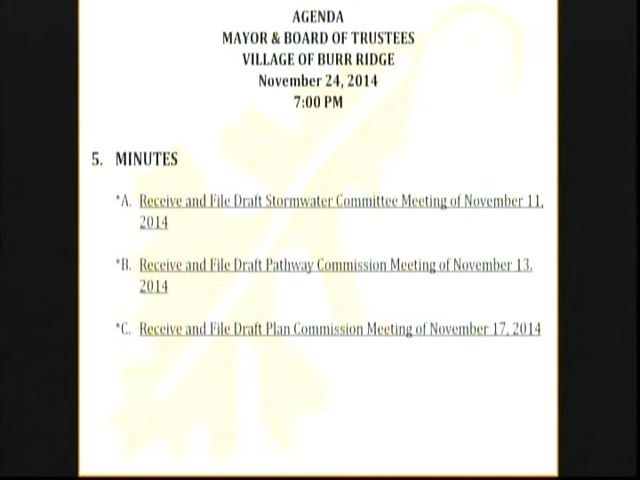 AGENDA
MAYOR & BOARD OF TRUSTEES
VILLAGE OF BURR RIDGE
November 24, 2014
7:00 PM
5. MINUTES
*A. Receive and File Draft Stormwater Committee Meeting of November 11,
2014
*B. Receive and File Draft Pathway Commission Meeting of November 13,
2014
*C. Receive and File Draft Plan Commission Meeting of November 17, 2014